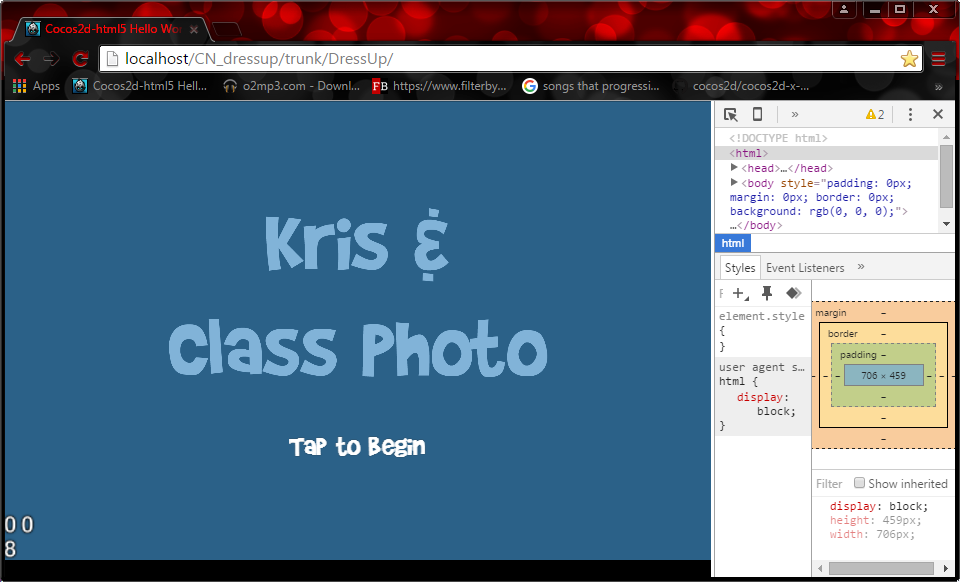 Cocos2d-html5 Hello Wor
localhost/CN_dressup/trunk/DressUp/
Apps Cocos2d-html5 Hell... o2mp3.com - Downl... FB https://www.filterby... songs that progressi... cocos2d/cocos2d-x-... »
Kris &
Class Photo
Tap to Begin
0 0
8
» 2
<!DOCTYPE html>
<html>
<head>…</head>
<body style="padding: 0px;
margin: 0px; border: 0px;
background: rgb(0, 0, 0);">
…</body>
html
Styles Event Listeners »
element.style
{
}
user agent s…
html {
display:
block;
}
margin –
border –
padding –
– – – 706 × 459 – – –
–
–
–
Filter Show inherited
display: block;
height: 459px;
width: 706px;